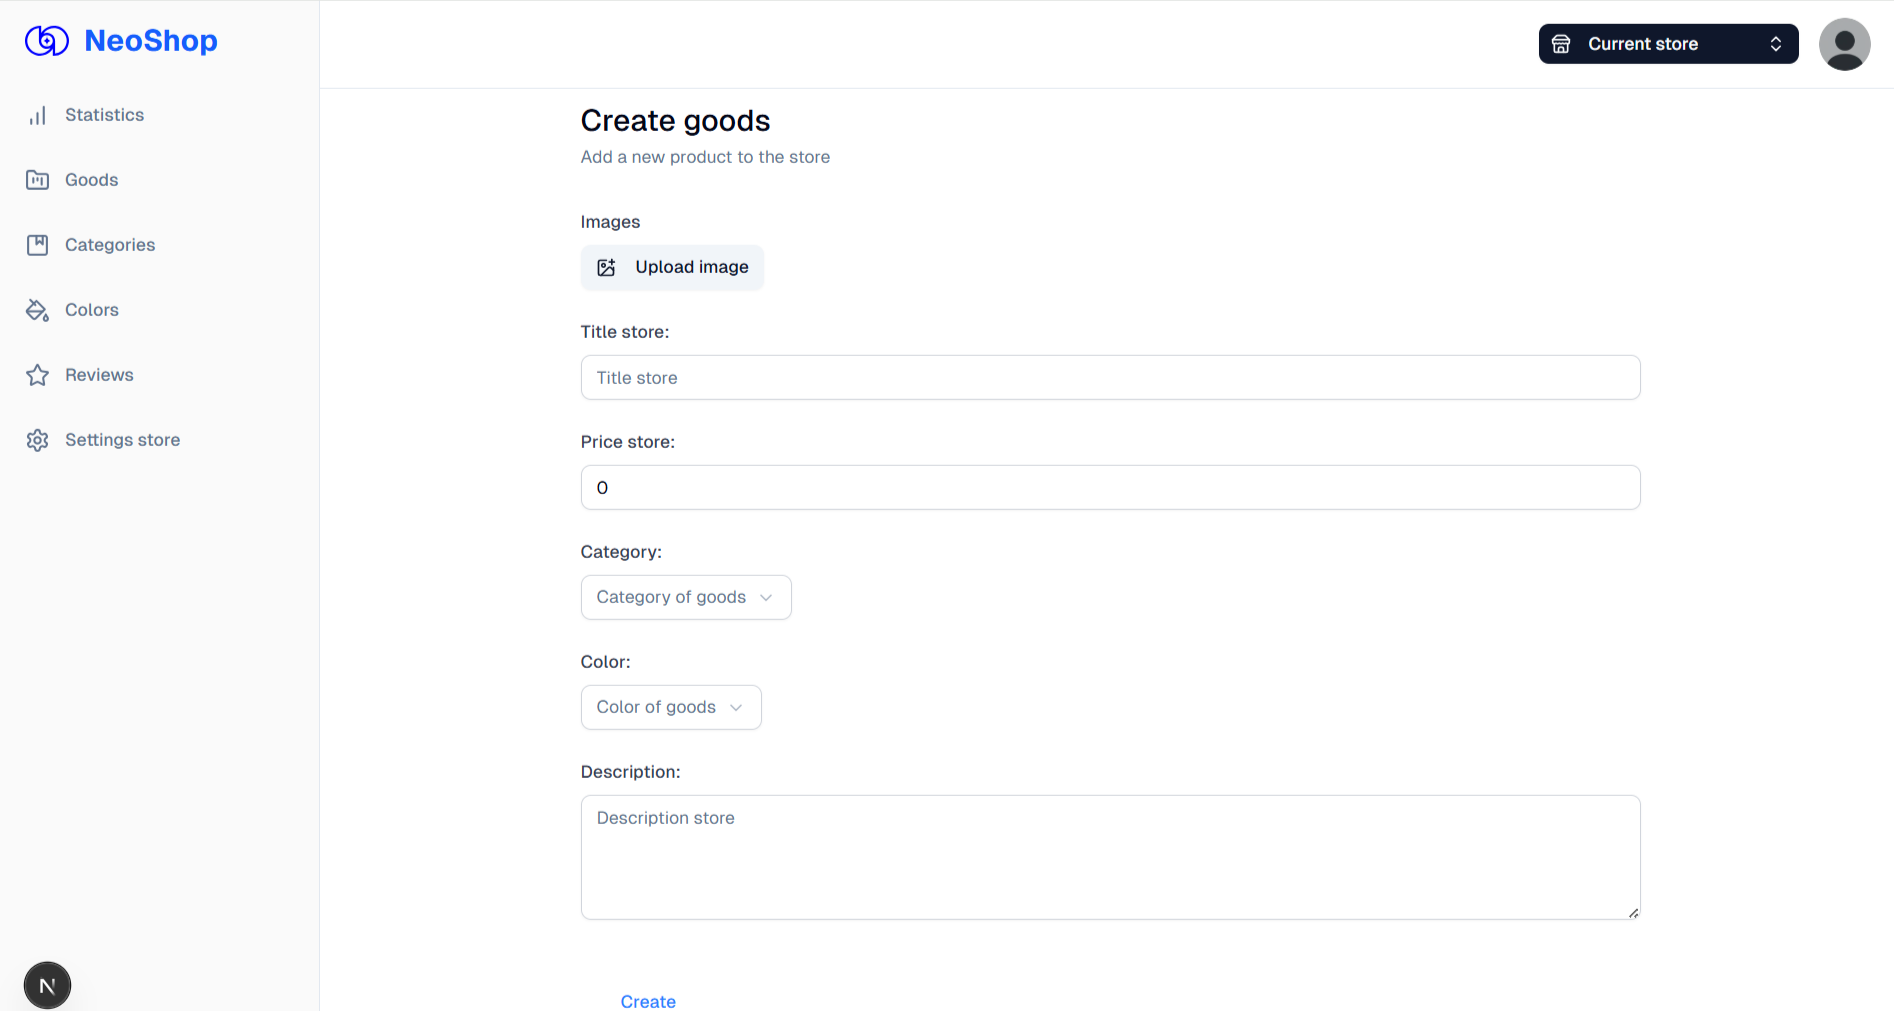 NeoShop
Current store
Statistics
Goods
Categories
Colors
Reviews
Settings store
Create goods
Add a new product to the store
Images
Upload image
Title store:
Title store
Price store:
0
Category:
Category of goods
Color:
Color of goods
Description:
Description store
Create
N